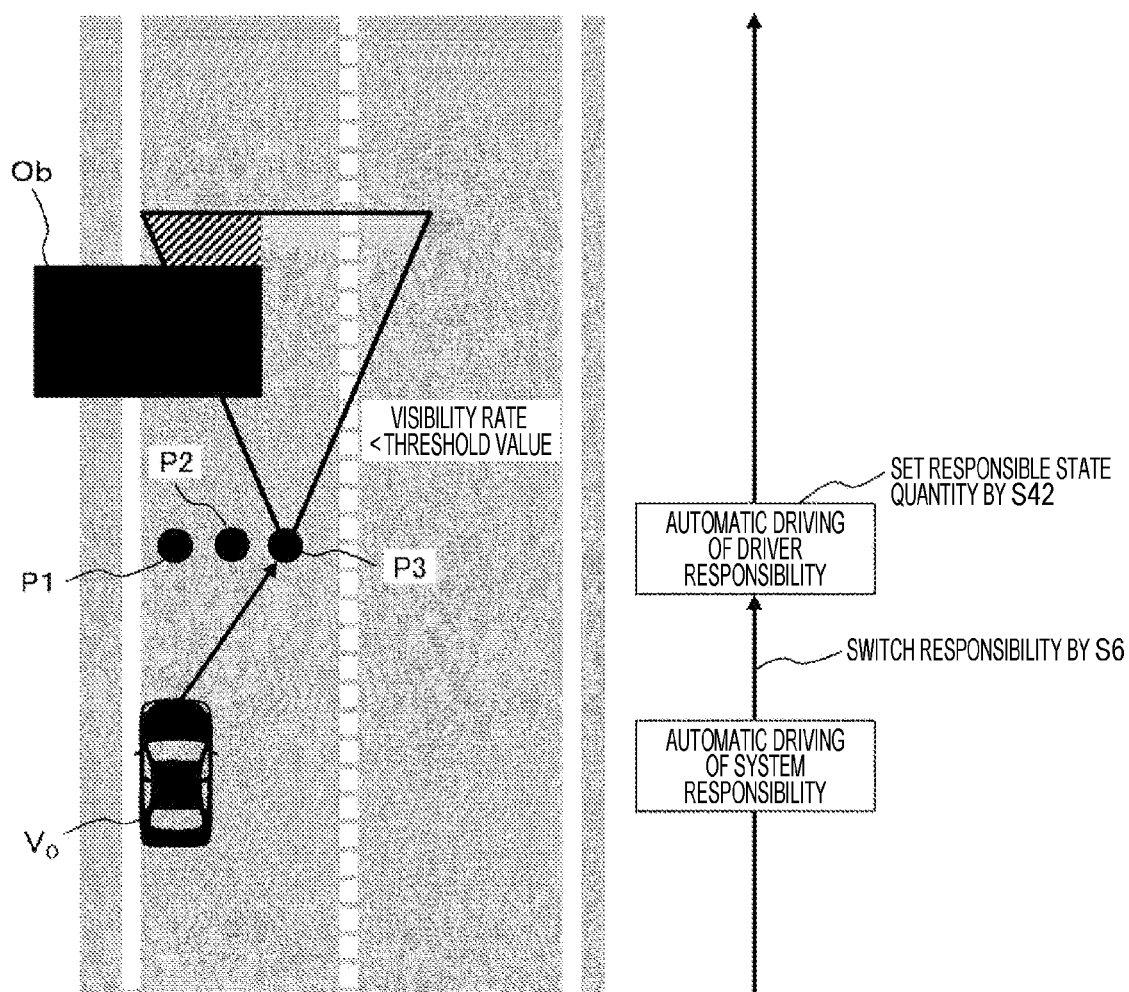 Ob
VISIBILITY RATE
< THRESHOLD VALUE
P2
P1
P3
V0
SET RESPONSIBLE STATE
QUANTITY BY S42
AUTOMATIC DRIVING
OF DRIVER
RESPONSIBILITY
SWITCH RESPONSIBILITY BY S6
AUTOMATIC DRIVING
OF SYSTEM
RESPONSIBILITY